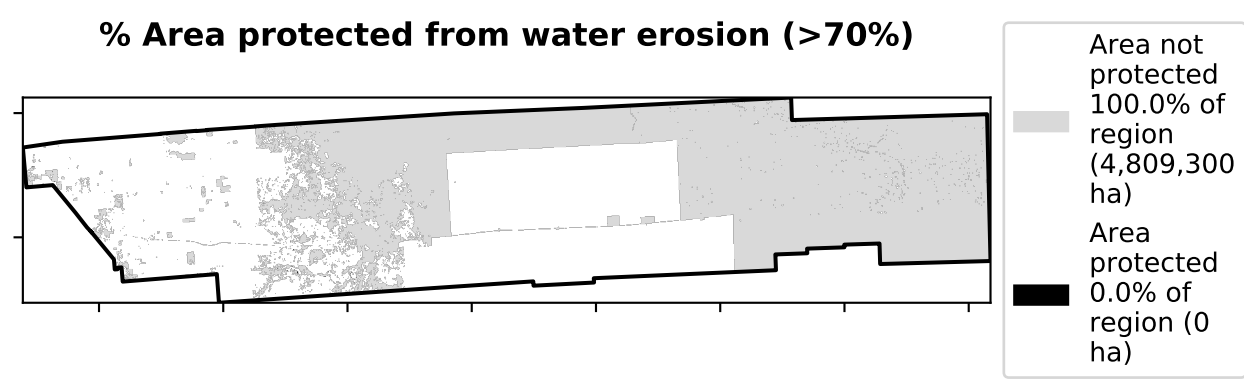 % Area protected from water erosion (>70%)
Area not
protected
100.0% of
region
(4,809,300
ha)
Area
protected
0.0% of
region (0
ha)